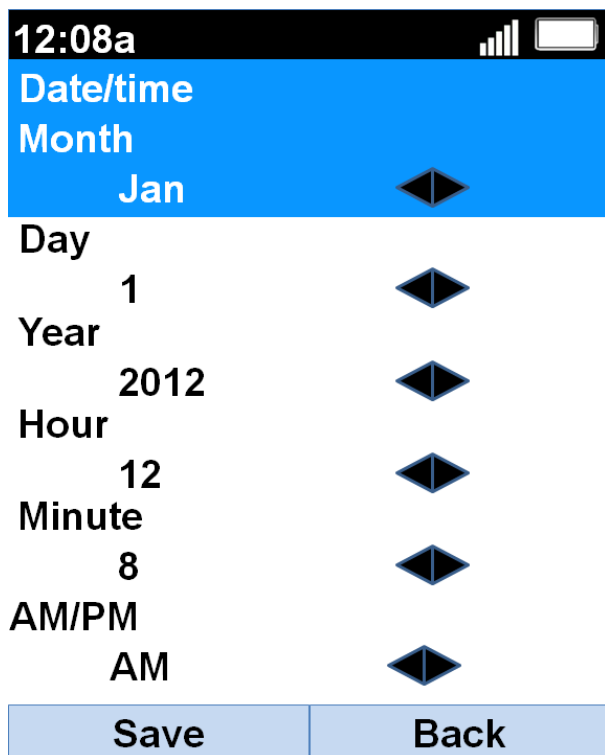 12:08a
Date/time
Month
Jan
Day
1
Year
2012
Hour
12
Minute
8
AM/PM
AM
Save Back